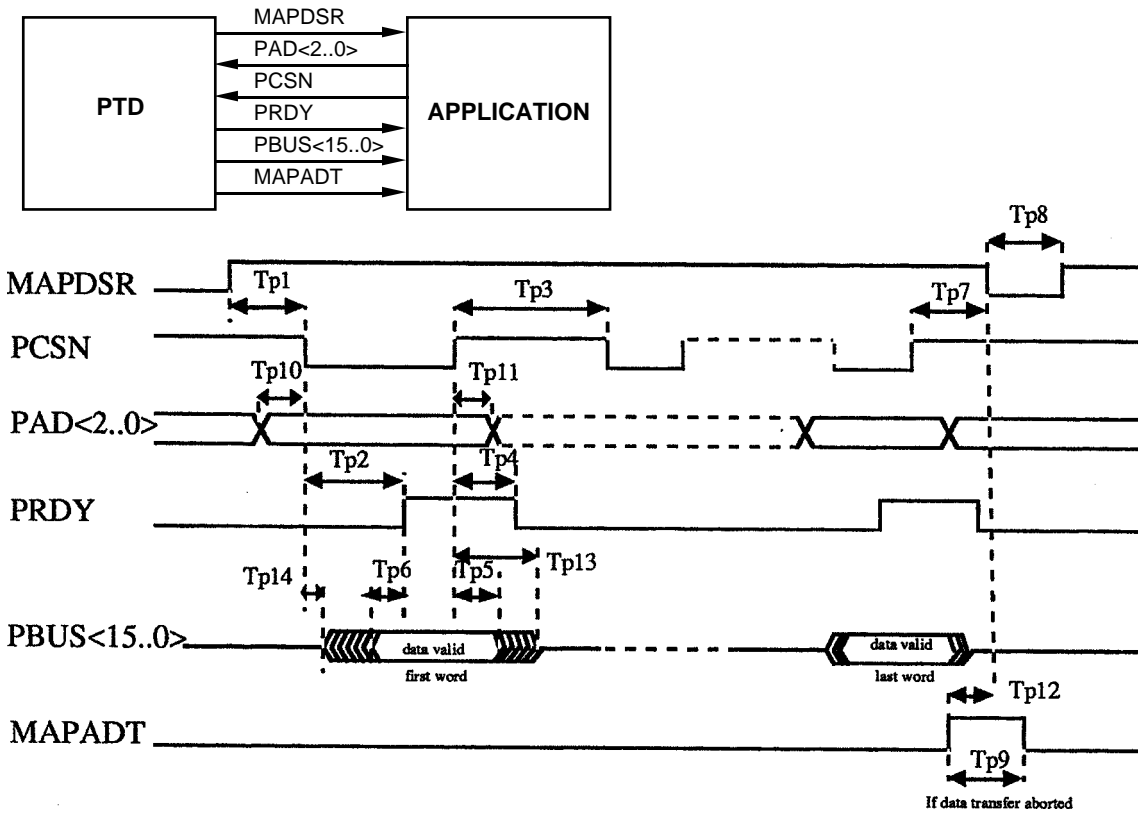 MAPDSR
PAD<2..0>
PCSN
PTD
PRDY
APPLICATION
PBUS<15..0>
MAPADT
Tp8
MAPDSR
Tp1
Tp3
Tp7
PCSN
Tp10
Tp11
PAD<2..0>
Tp2
Tp4
PRDY
Tp14
Tp6
Tp5
Tp13
PBUS<15..0>
data valid
data valid
first word
last word
Tp12
MAPADT
Tp9
If data transfer aborted